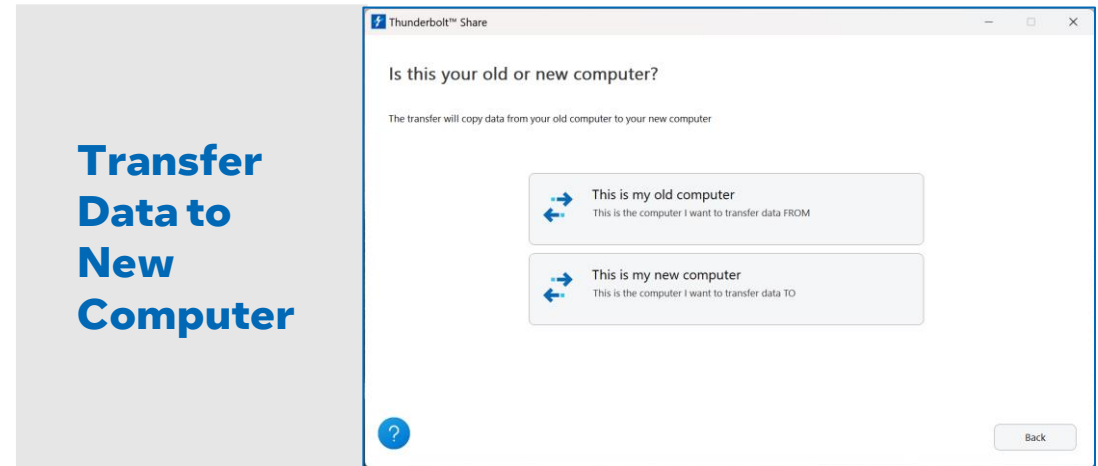 Transfer
Data to
New
Computer
Thunderbolt™ Share
Is this your old or new computer?
The transfer will copy data from your old computer to your new computer
This is my old computer
This is the computer I want to transfer data FROM
This is my new computer
This is the computer I want to transfer data TO
?
Back